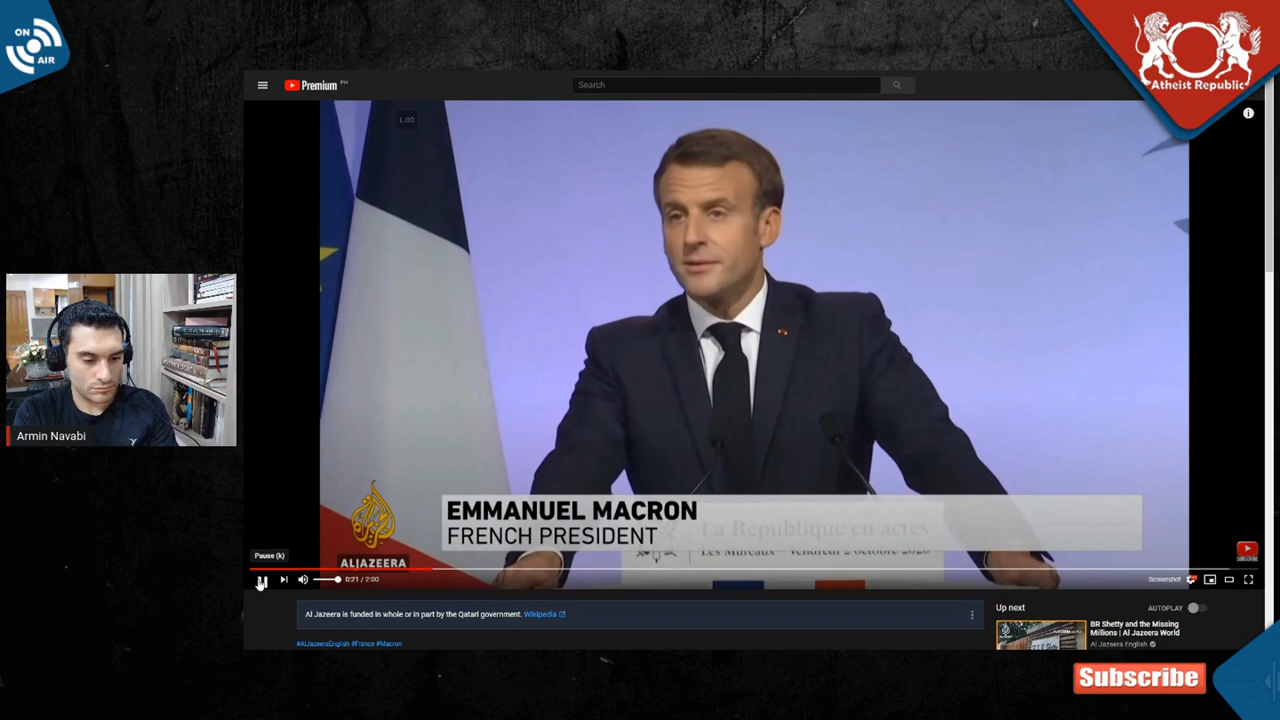 ON
AIR
Atheist Republic
Premium PH
Search
1.00
Armin Navabi
EMMANUEL MACRON
FRENCH PRESIDENT
La République en actes
Les Mureaux – Vendredi 2 octobre 2020
ALJAZEERA
Pause (k)
0:21 / 2:00
Screenshot
SUBSCRIBE
Al Jazeera is funded in whole or in part by the Qatari government. Wikipedia
Up next
AUTOPLAY
BR Shetty and the Missing
Millions | Al Jazeera World
Al Jazeera English
#AlJazeeraEnglish #France #Macron
Subscribe